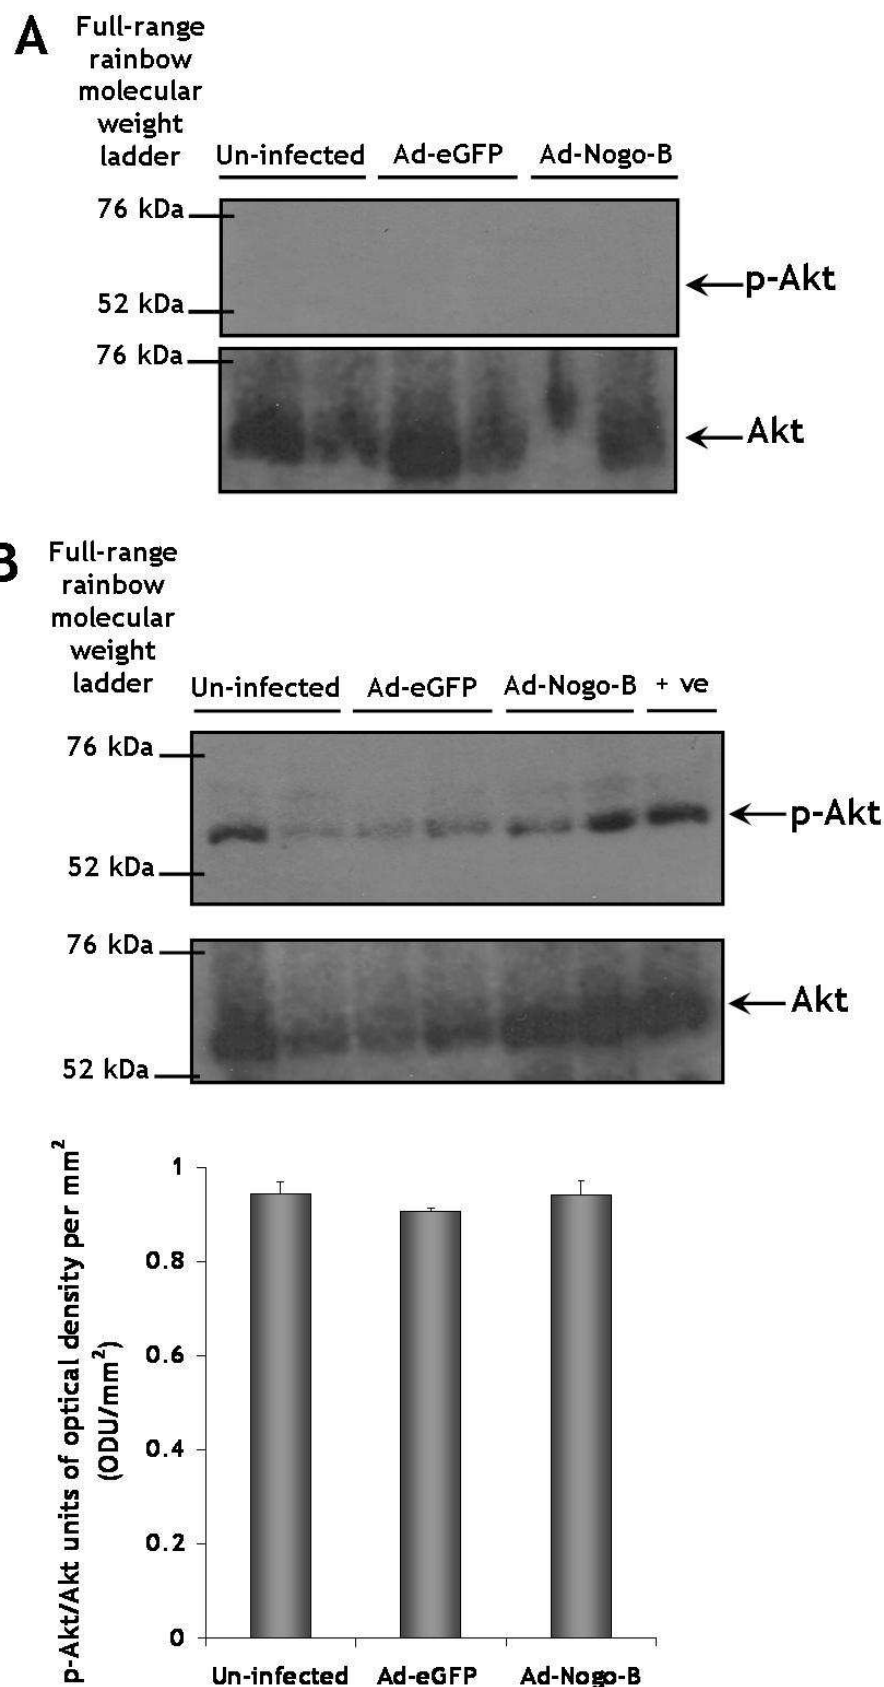 A
Full-range
rainbow
molecular
weight
ladder
Un-infected Ad-eGFP Ad-Nogo-B
76 kDa
p-Akt
52 kDa
76 kDa
Akt
B
Full-range
rainbow
molecular
weight
ladder
Un-infected Ad-eGFP Ad-Nogo-B + ve
76 kDa
p-Akt
52 kDa
76 kDa
Akt
52 kDa
p-Akt/Akt units of optical density per mm²
(ODU/mm²)
1
0.8
0.6
0.4
0.2
0
Un-infected Ad-eGFP Ad-Nogo-B